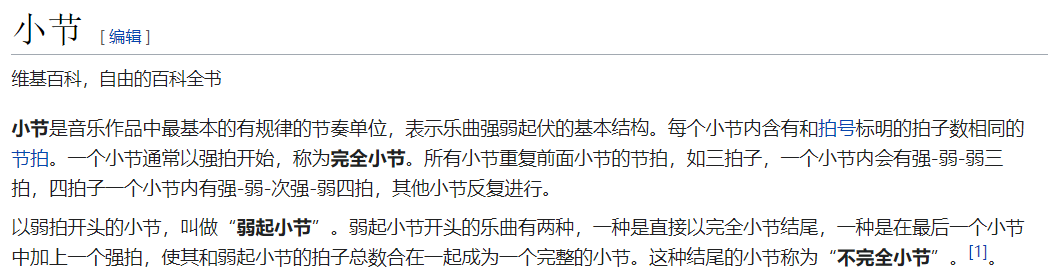 小节 [编辑]
维基百科，自由的百科全书
小节是音乐作品中最基本的有规律的节奏单位，表示乐曲强弱起伏的基本结构。每个小节内含有和拍号标明的拍子数相同的
节拍。一个小节通常以强拍开始，称为完全小节。所有小节重复前面小节的节拍，如三拍子，一个小节内会有强-弱-弱三
拍，四拍子一个小节内有强-弱-次强-弱四拍，其他小节反复进行。
以弱拍开头的小节，叫做“弱起小节”。弱起小节开头的乐曲有两种，一种是直接以完全小节结尾，一种是在最后一个小节
中加上一个强拍，使其和弱起小节的拍子总数合在一起成为一个完整的小节。这种结尾的小节称为“不完全小节”。[1]。